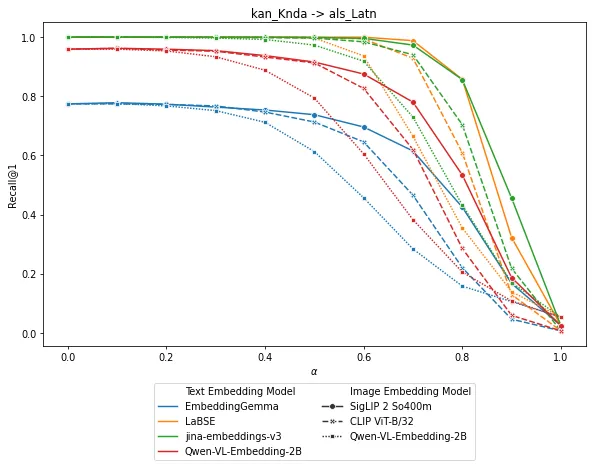 kan_Knda -> als_Latn
1.0
0.8
0.6
0.4
0.2
0.0
Recall@1
0.0 0.2 0.4 0.6 0.8 1.0
α
Text Embedding Model
EmbeddingGemma
LaBSE
jina-embeddings-v3
Qwen-VL-Embedding-2B
Image Embedding Model
SigLIP 2 So400m
CLIP ViT-B/32
Qwen-VL-Embedding-2B